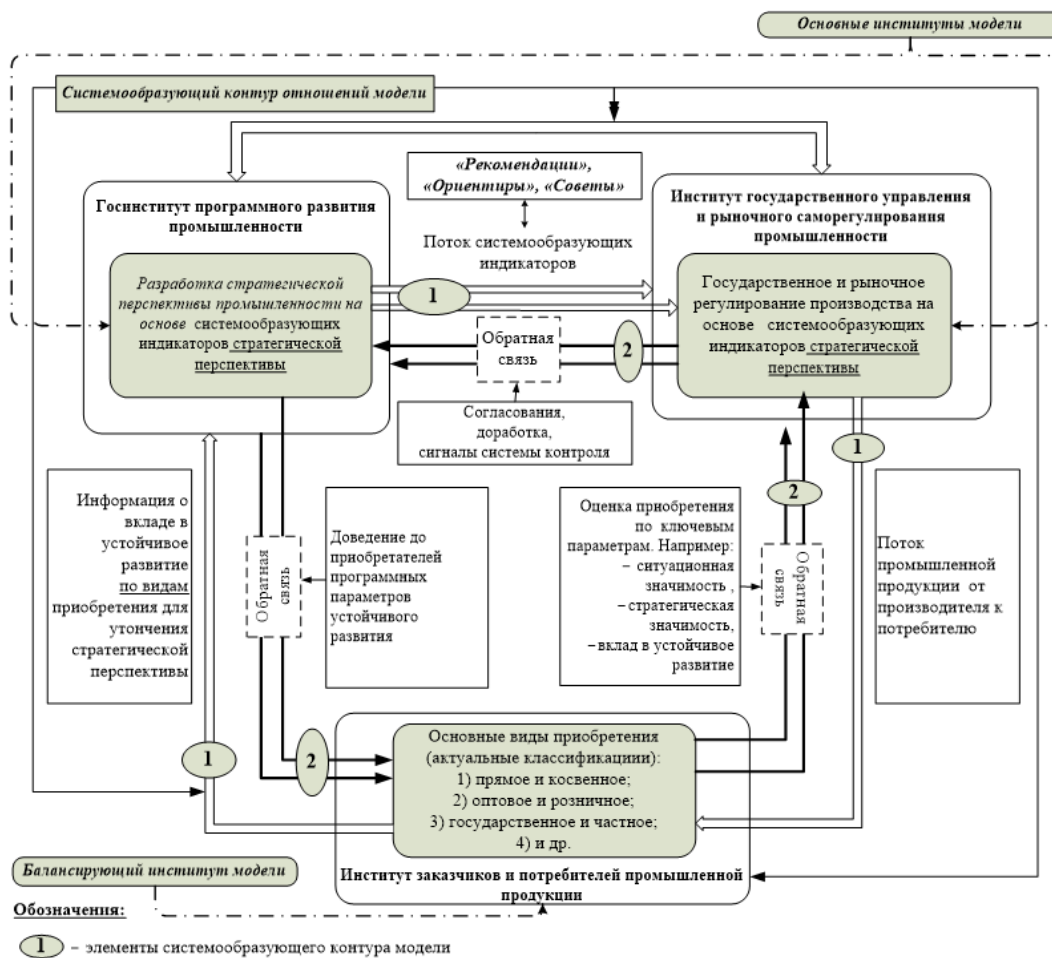 Основные институты модели
Системообразующий контур отношений модели
«Рекомендации»,
«Ориентиры», «Советы»
Госинститут программного развития
промышленности
Институт государственного управления
и рыночного саморегулирования
промышленности
Поток системообразующих
индикаторов
Разработка стратегической
перспективы промышленности на
основе системообразующих
индикаторов стратегической
перспективы
1
Государственное и рыночное
регулирование производства на
основе системообразующих
индикаторов стратегической
перспективы
Обратная
связь
2
Согласования,
доработка,
сигналы системы контроля
1
Информация о
вкладе в
устойчивое
развитие
по видам
приобретения для
утончения
стратегической
перспективы
Обратная
связь
Доведение до
приобретателей
программных
параметров
устойчивого
развития
Оценка приобретения
по ключевым
параметрам. Например:
– ситуационная
значимость ,
– стратегическая
значимость,
– вклад в устойчивое
развитие
2
Обратная
связь
Поток
промышленной
продукции от
производителя к
потребителю
1
2
Основные виды приобретения
(актуальные классификациии):
1) прямое и косвенное;
2) оптовое и розничное;
3) государственное и частное;
4) и др.
Институт заказчиков и потребителей промышленной
продукции
Балансирующий институт модели
Обозначения:
1 – элементы системообразующего контура модели